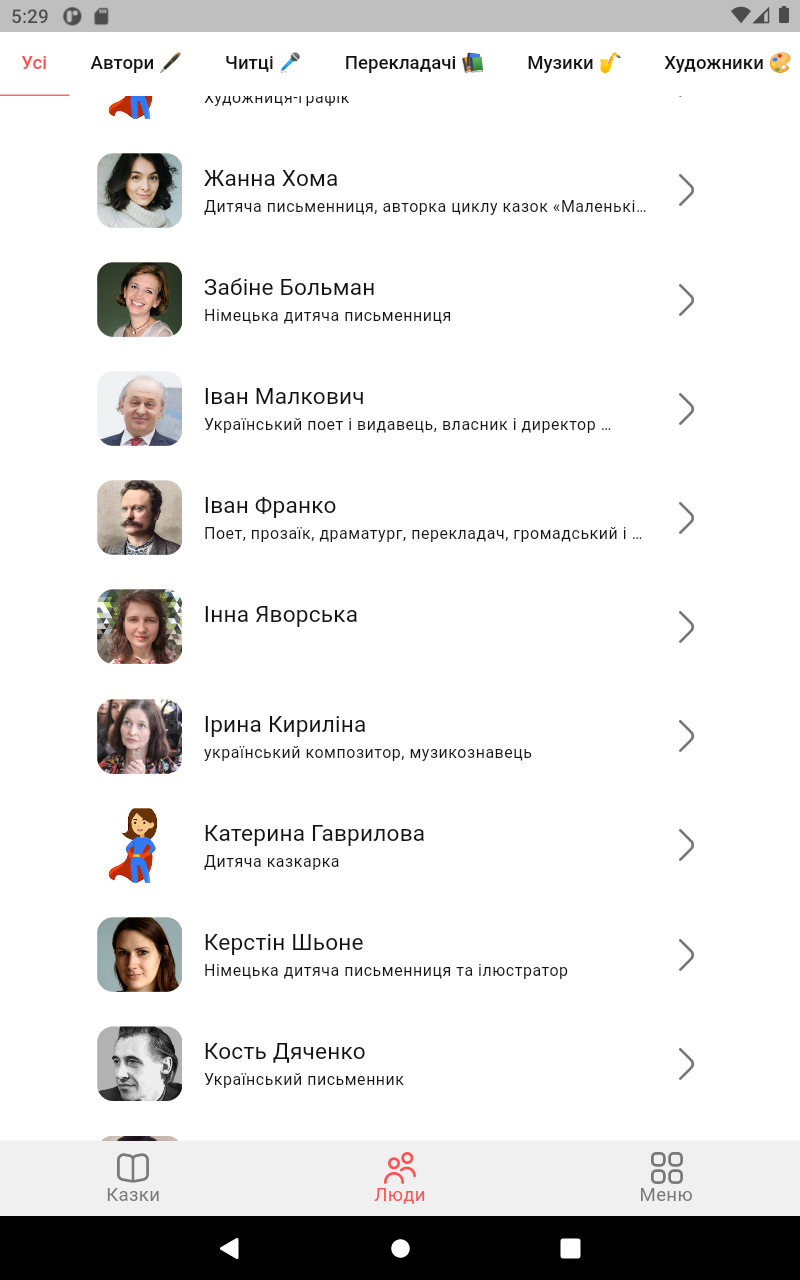 5:29
Усі
Автори
Читці
Перекладачі
Музики
Художники
Художниця-графік
Жанна Хома
Дитяча письменниця, авторка циклу казок «Маленькі…
Забіне Больман
Німецька дитяча письменниця
Іван Малкович
Український поет і видавець, власник і директор …
Іван Франко
Поет, прозаїк, драматург, перекладач, громадський і …
Інна Яворська
Ірина Кириліна
український композитор, музикознавець
Катерина Гаврилова
Дитяча казкарка
Керстін Шьоне
Німецька дитяча письменниця та ілюстратор
Кость Дяченко
Український письменник
Казки
Люди
Меню